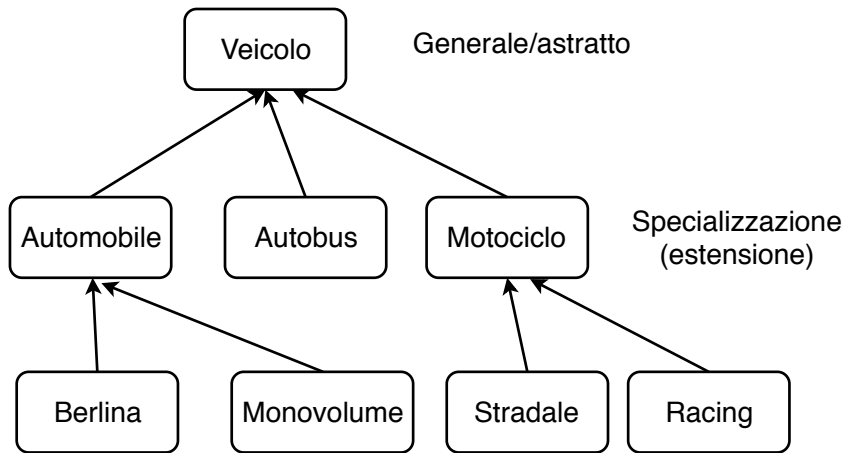 Veicolo
Generale/astratto
Automobile
Autobus
Motociclo
Specializzazione
(estensione)
Berlina
Monovolume
Stradale
Racing